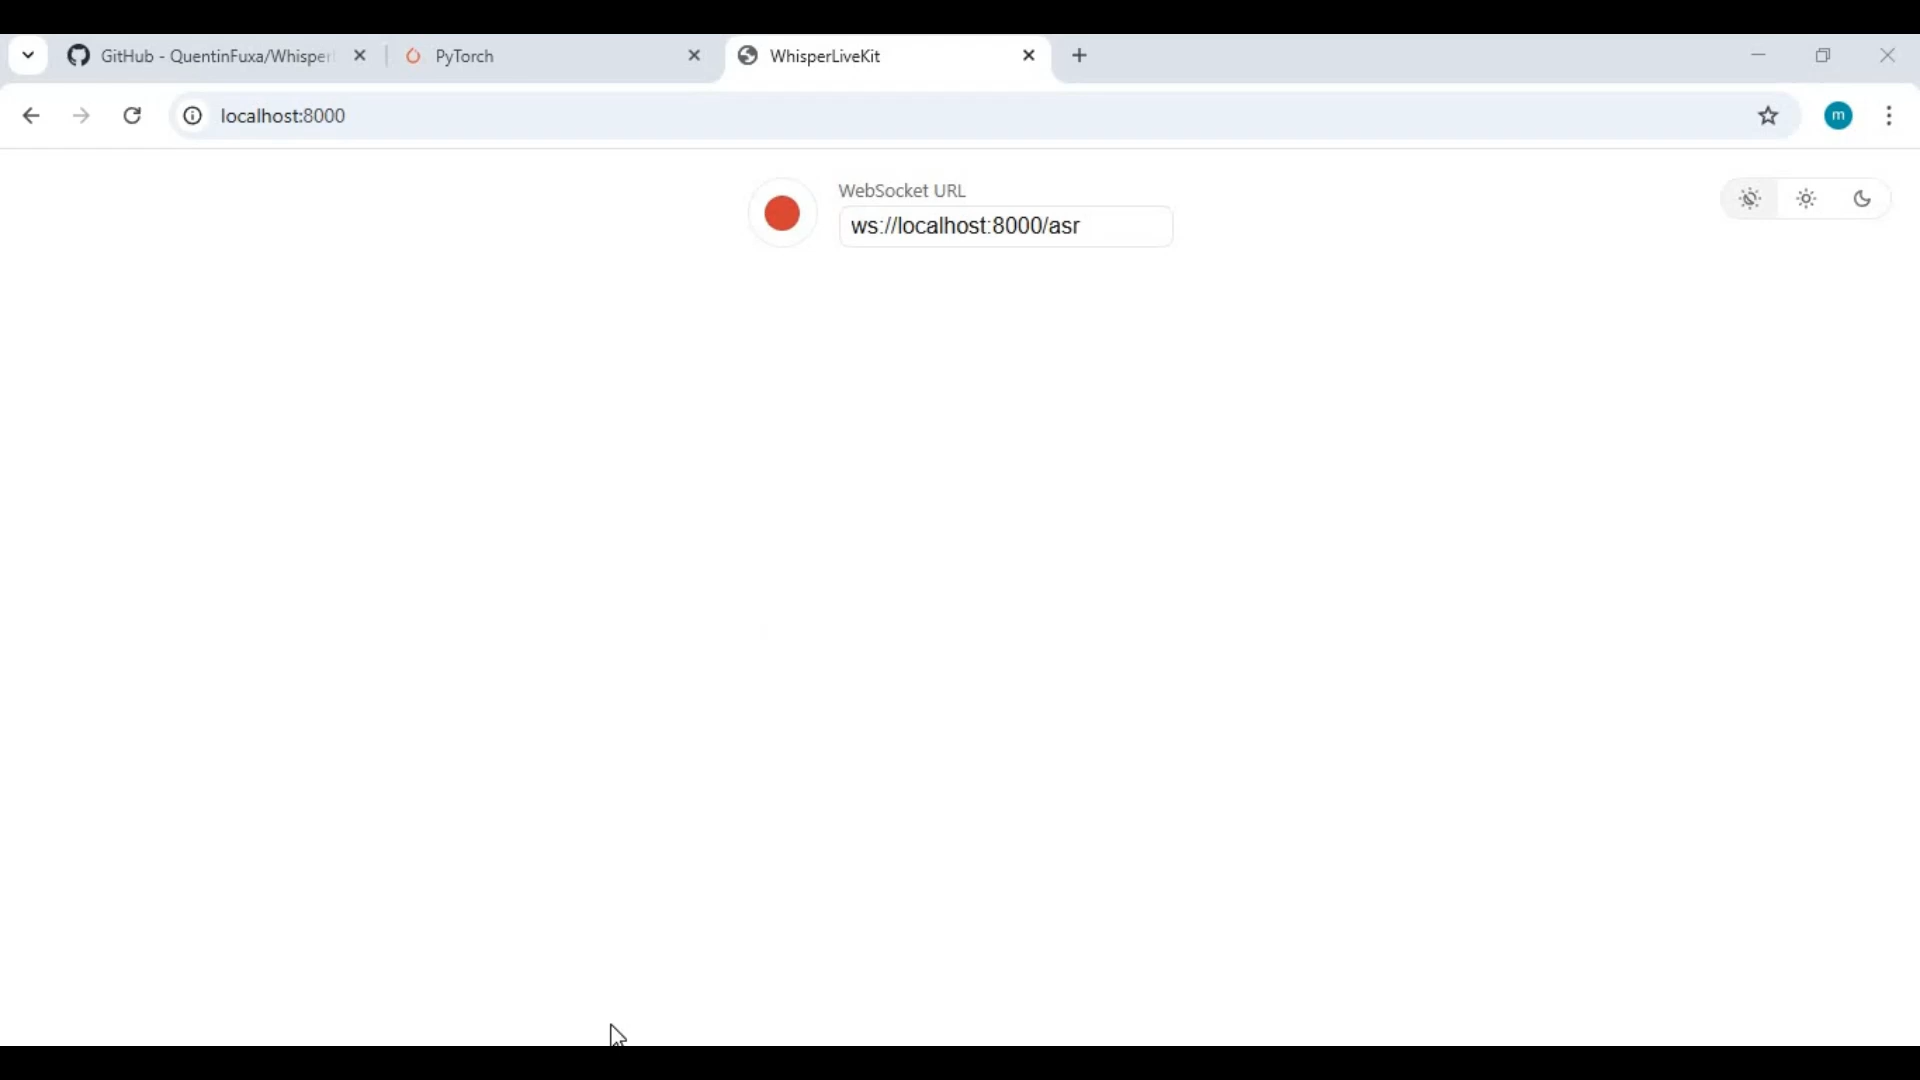 GitHub - QuentinFuxa/Whisper
PyTorch
WhisperLiveKit
localhost:8000
m
WebSocket URL
ws://localhost:8000/asr